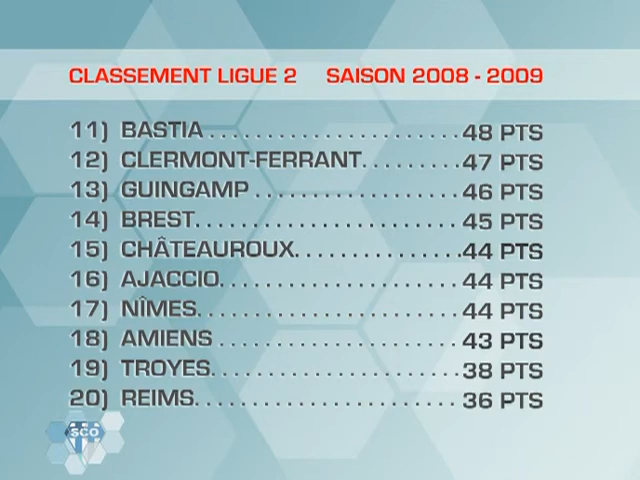 CLASSEMENT LIGUE 2 SAISON 2008 - 2009
11) BASTIA......................48 PTS
12) CLERMONT-FERRANT.........47 PTS
13) GUINGAMP ..................46 PTS
14) BREST.......................45 PTS
15) CHÂTEAUROUX...............44 PTS
16) AJACCIO.....................44 PTS
17) NÎMES.......................44 PTS
18) AMIENS .....................43 PTS
19) TROYES......................38 PTS
20) REIMS.......................36 PTS
SCO